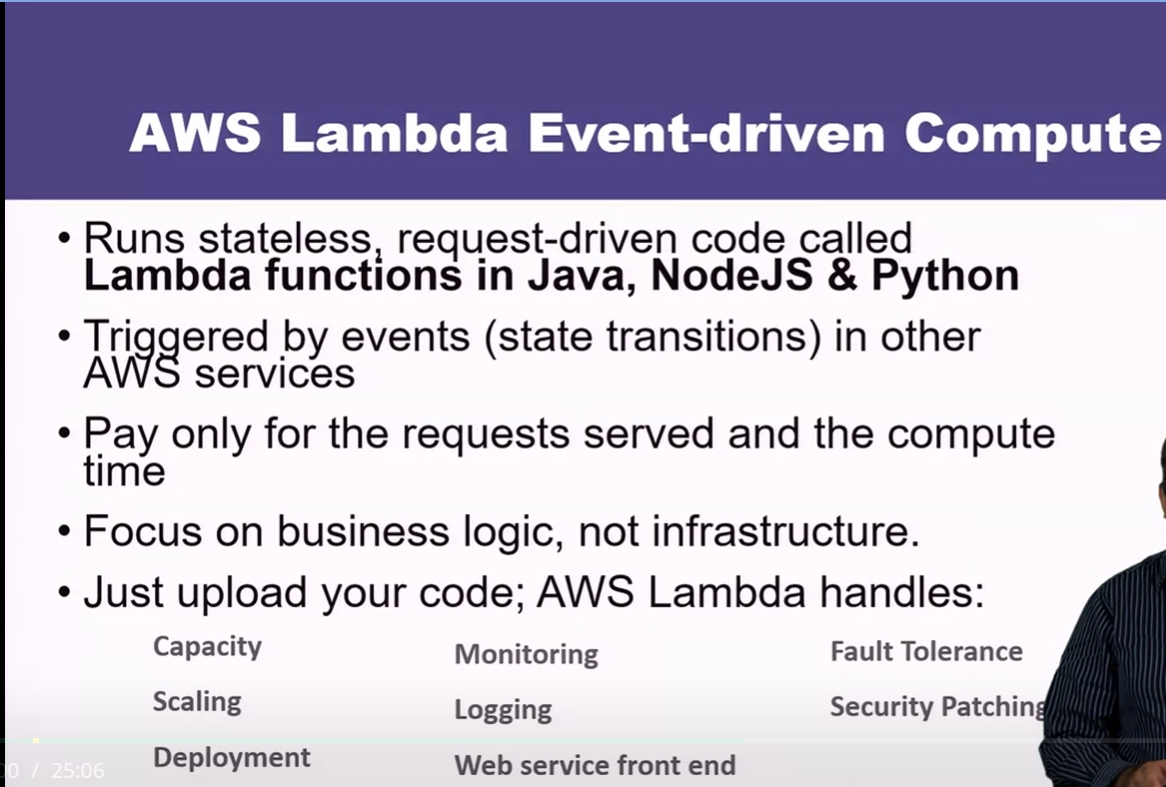 AWS Lambda Event-driven Compute
• Runs stateless, request-driven code called
Lambda functions in Java, NodeJS & Python
• Triggered by events (state transitions) in other
AWS services
• Pay only for the requests served and the compute
time
• Focus on business logic, not infrastructure.
• Just upload your code; AWS Lambda handles:
Capacity
Monitoring
Fault Tolerance
Scaling
Logging
Security Patching
Deployment
Web service front end
00 / 25:06